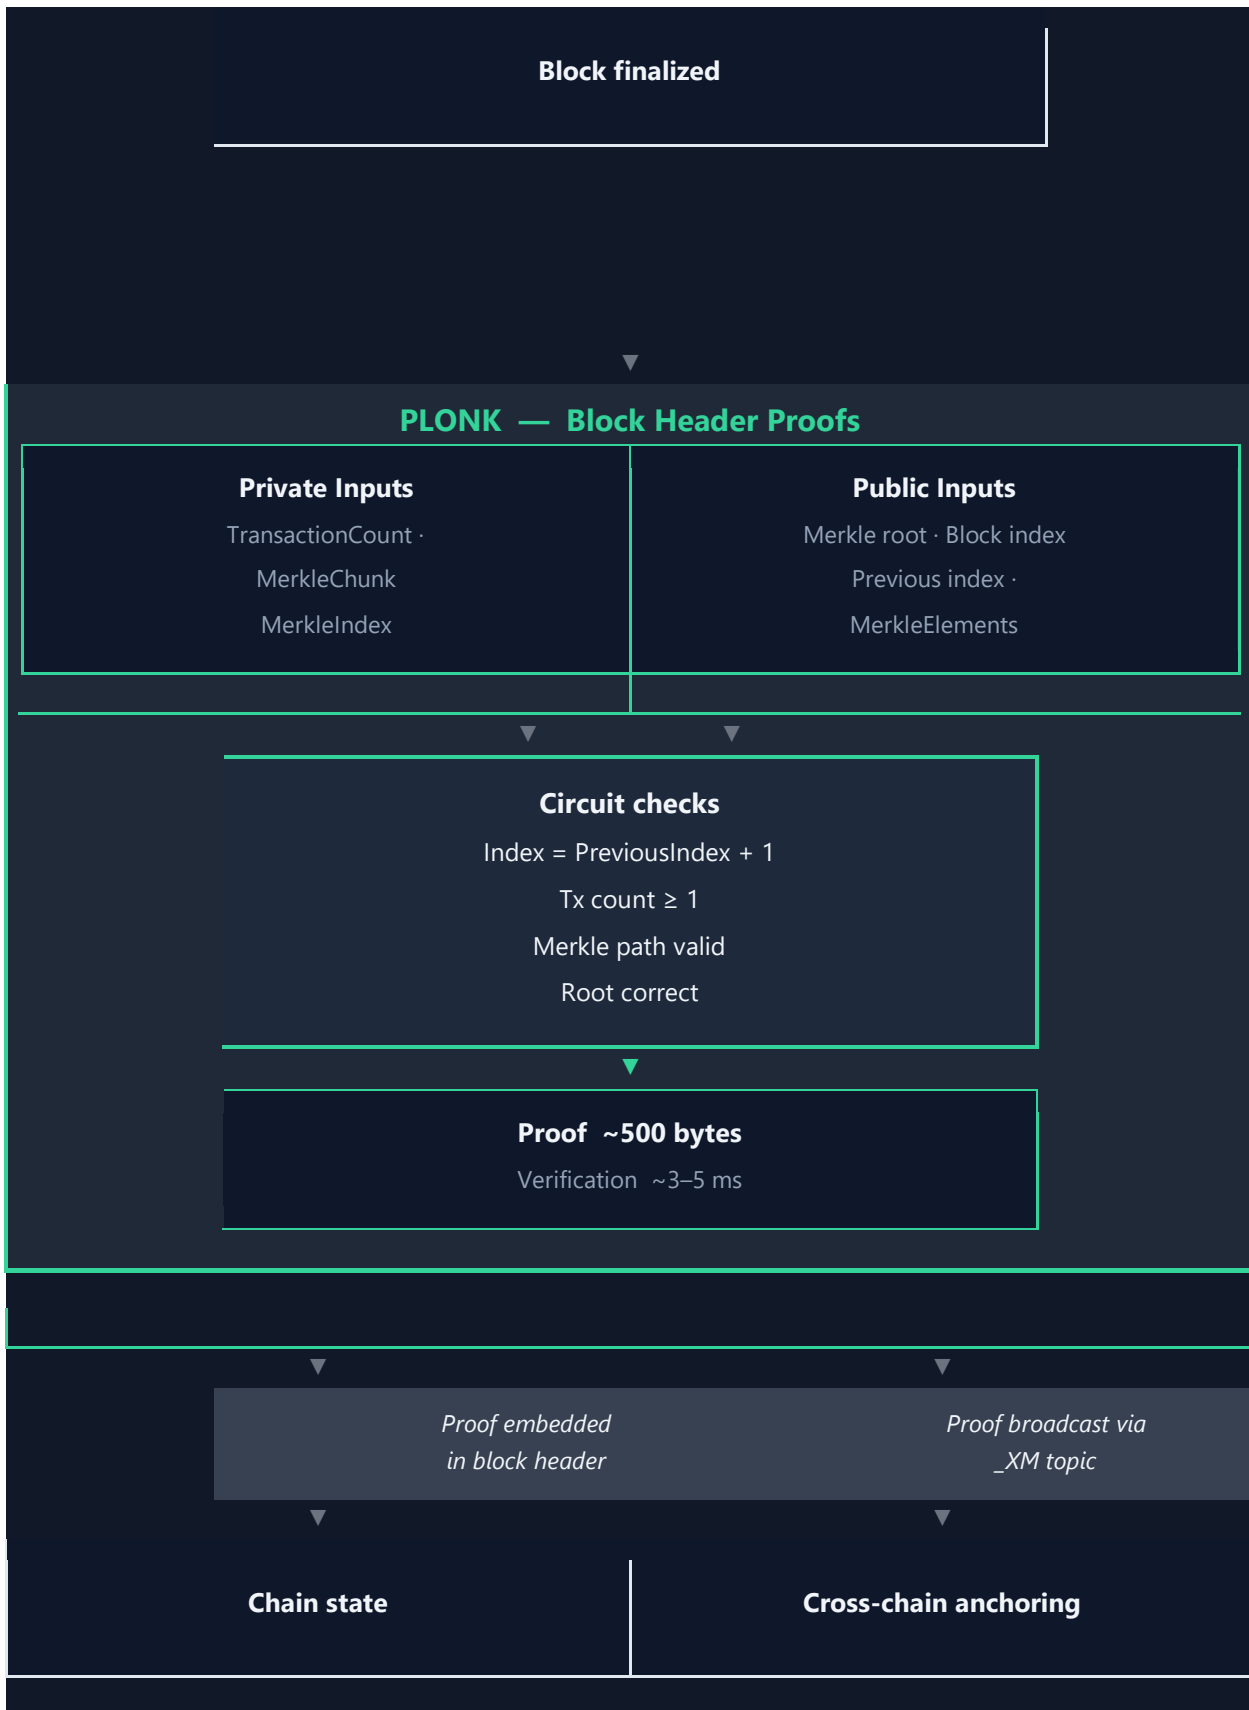 Block finalized
PLONK — Block Header Proofs
Private Inputs
TransactionCount ·
MerkleChunk
MerkleIndex
Public Inputs
Merkle root · Block index
Previous index ·
MerkleElements
Circuit checks
Index = PreviousIndex + 1
Tx count ≥ 1
Merkle path valid
Root correct
Proof ~500 bytes
Verification ~3–5 ms
Proof embedded
in block header
Proof broadcast via
_XM topic
Chain state
Cross-chain anchoring